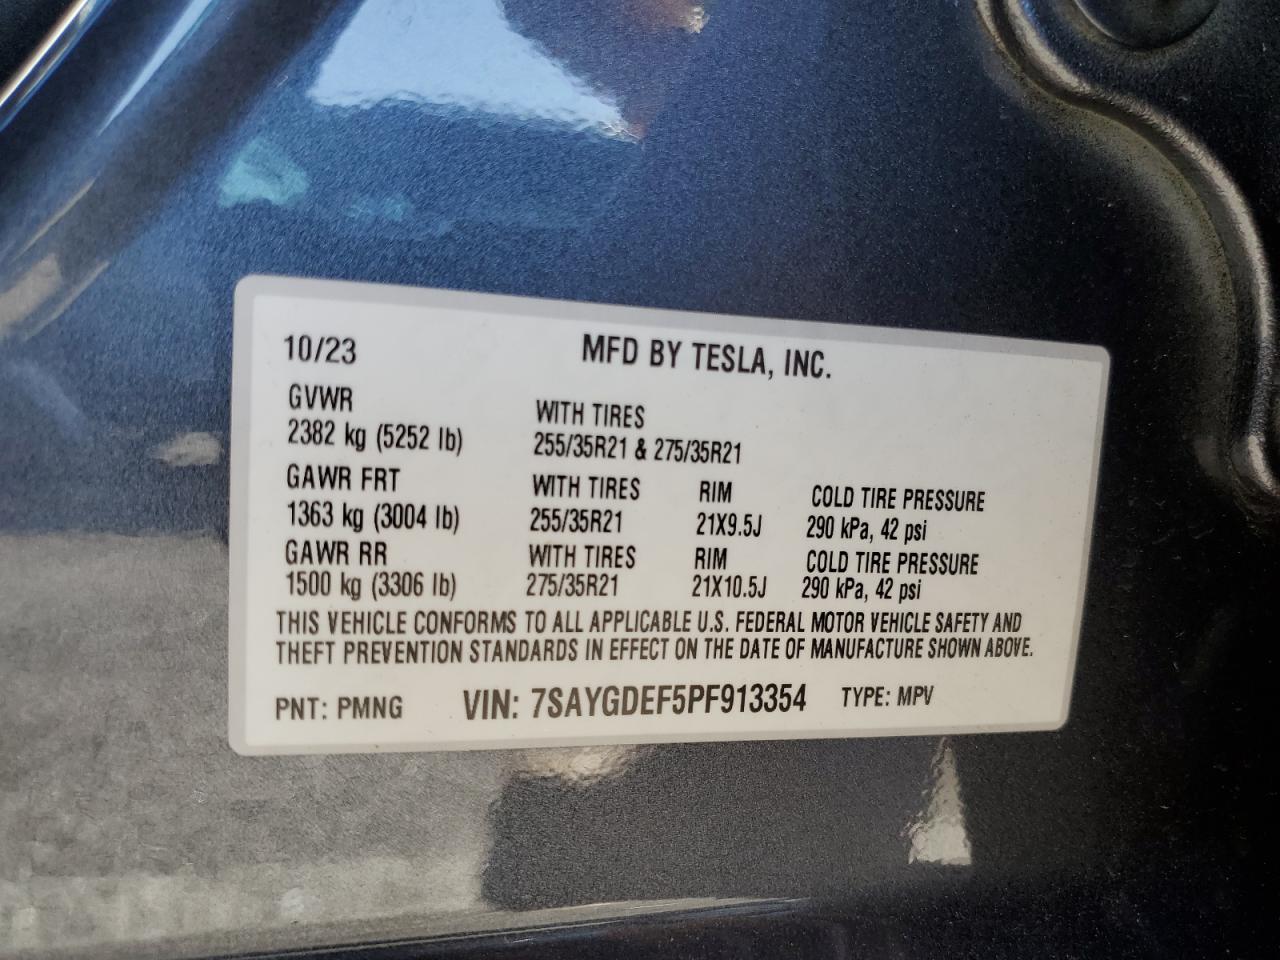 10/23 MFD BY TESLA, INC.
GVWR WITH TIRES
2382 kg (5252 lb) 255/35R21 & 275/35R21
GAWR FRT WITH TIRES RIM COLD TIRE PRESSURE
1363 kg (3004 lb) 255/35R21 21X9.5J 290 kPa, 42 psi
GAWR RR WITH TIRES RIM COLD TIRE PRESSURE
1500 kg (3306 lb) 275/35R21 21X10.5J 290 kPa, 42 psi
THIS VEHICLE CONFORMS TO ALL APPLICABLE U.S. FEDERAL MOTOR VEHICLE SAFETY AND
THEFT PREVENTION STANDARDS IN EFFECT ON THE DATE OF MANUFACTURE SHOWN ABOVE.
PNT: PMNG VIN: 7SAYGDEF5PF913354 TYPE: MPV